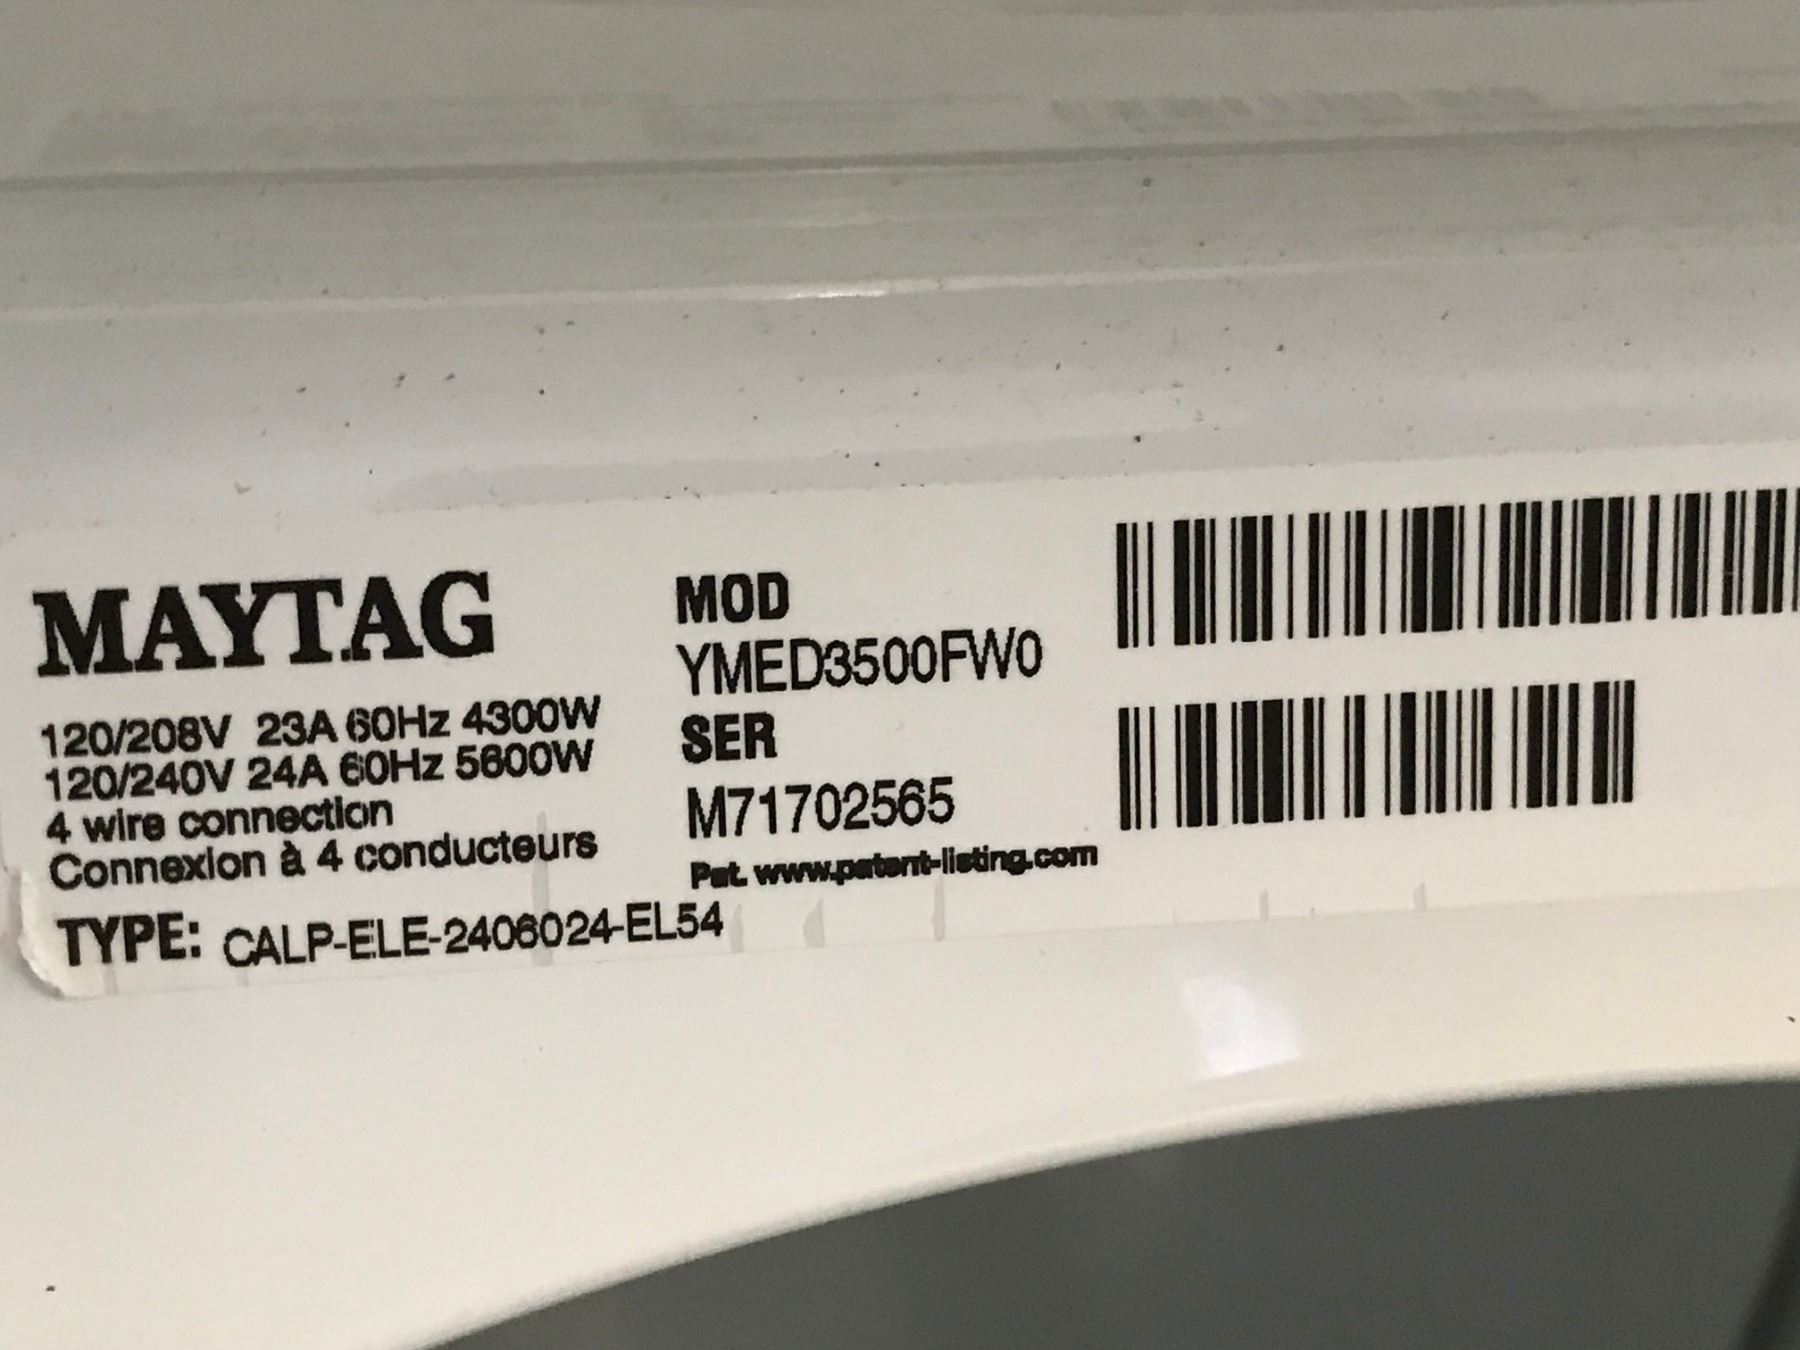 MAYTAG
120/208V 23A 60Hz 4300W
120/240V 24A 60Hz 5600W
4 wire connection
Connexion à 4 conducteurs
TYPE: CALP-ELE-2406024-EL54
MOD
YMED3500FW0
SER
M71702565
Pat. www.patent-listing.com